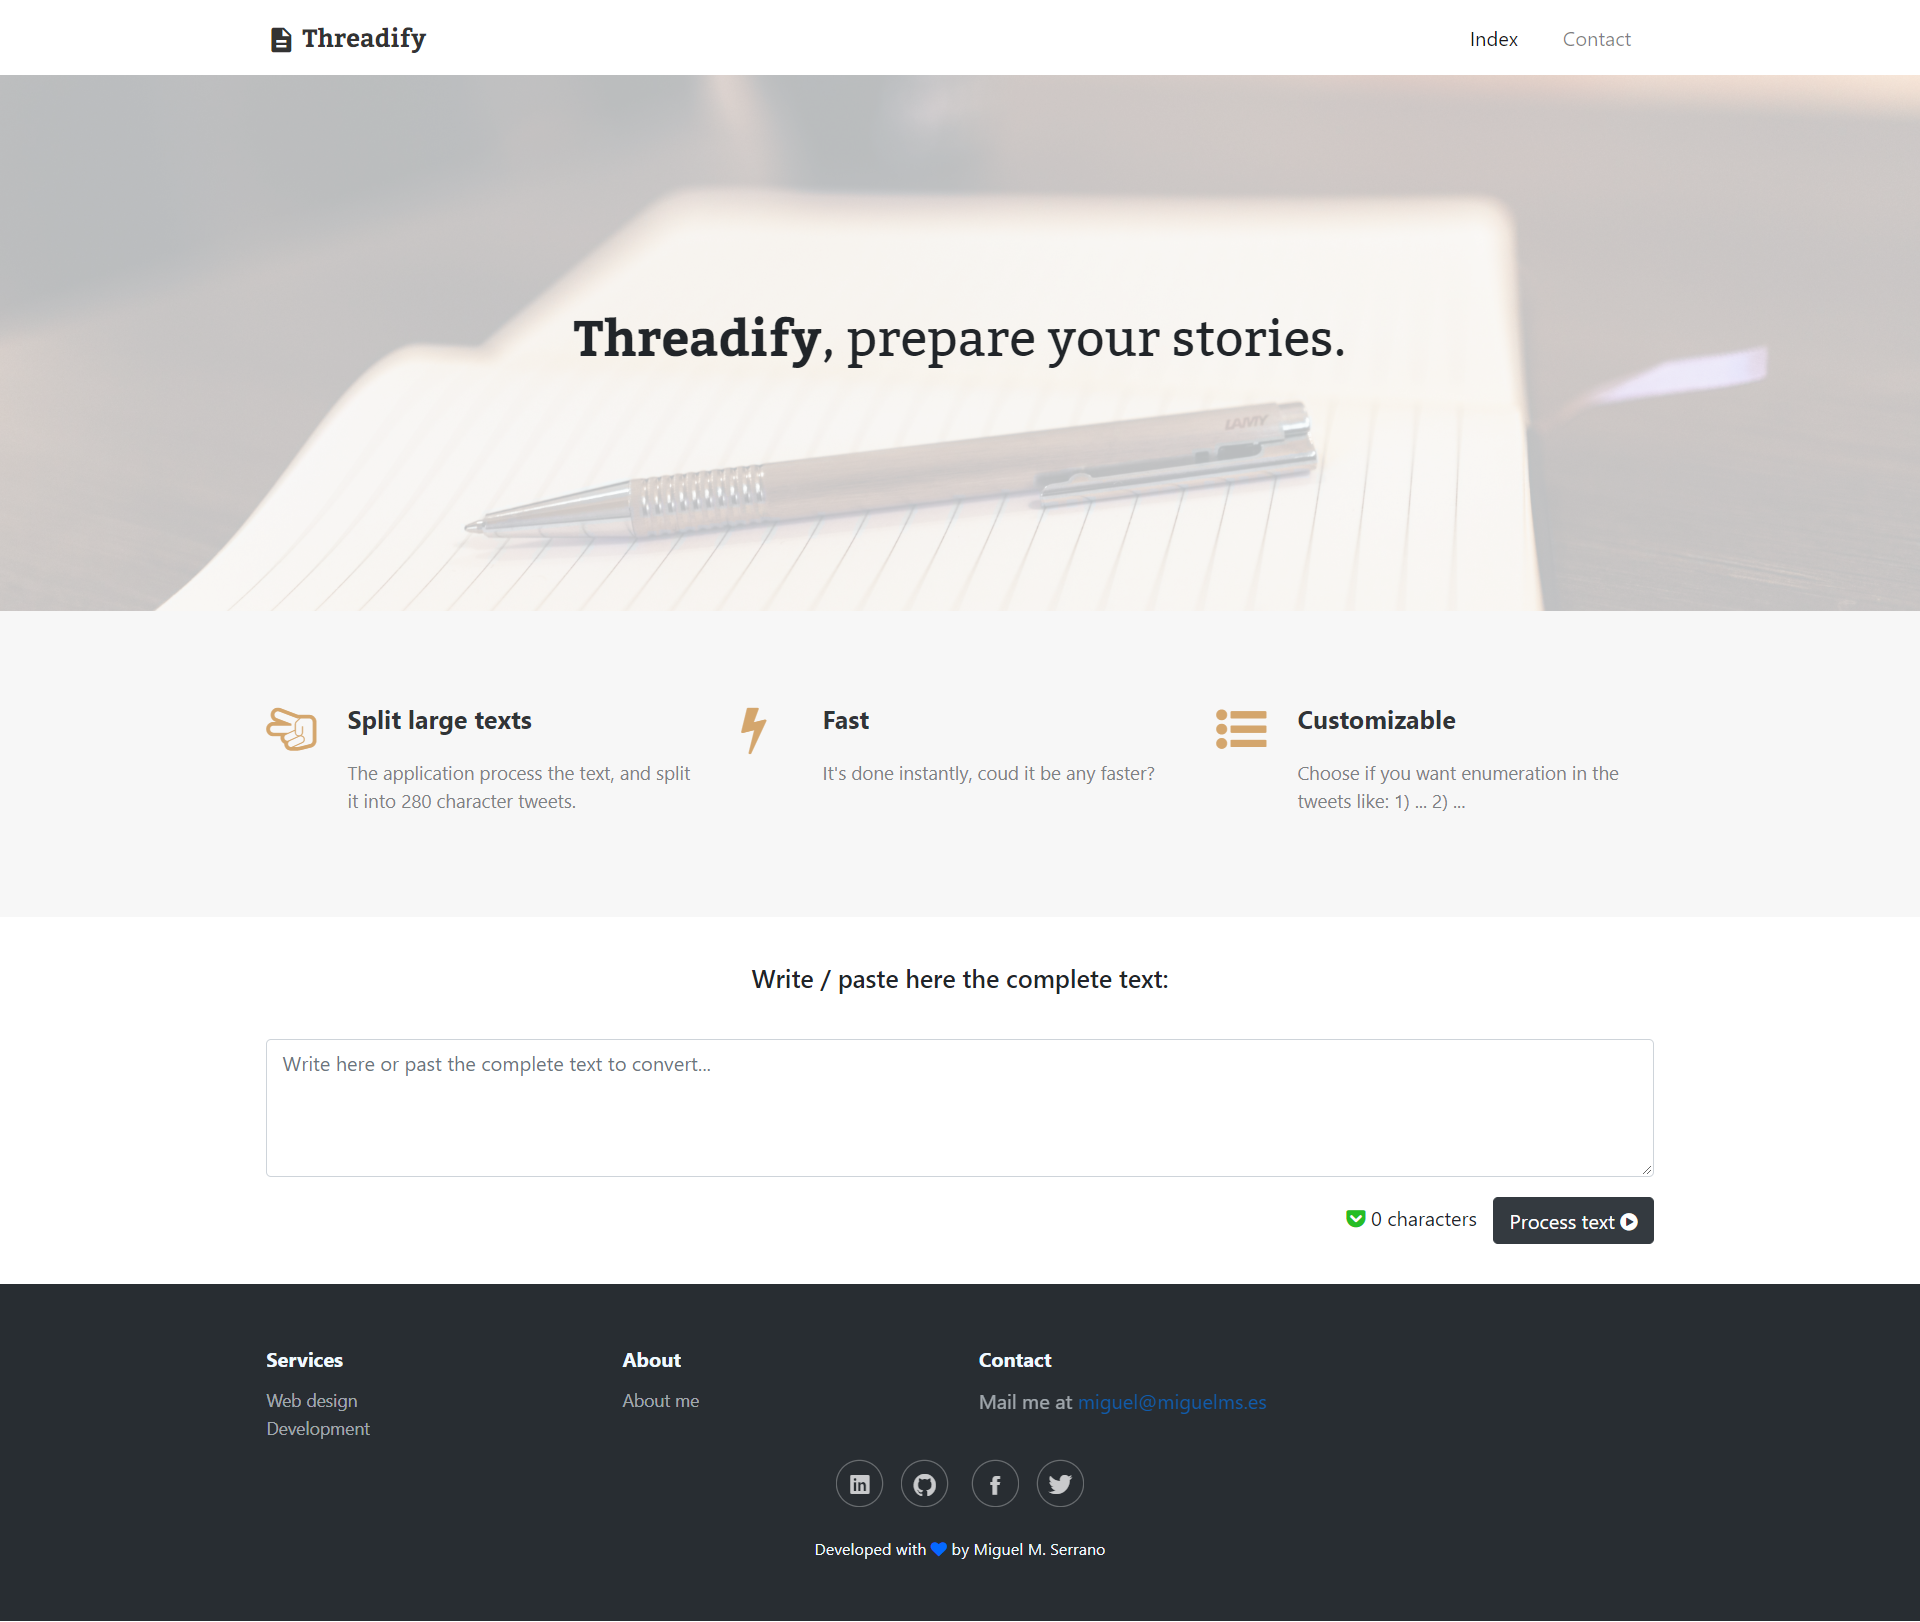 Threadify
Index
Contact
Threadify, prepare your stories.
LAMY
Split large texts
The application process the text, and split
it into 280 character tweets.
Fast
It's done instantly, coud it be any faster?
Customizable
Choose if you want enumeration in the
tweets like: 1) ... 2) ...
Write / paste here the complete text:
Write here or past the complete text to convert...
0 characters
Process text
Services
Web design
Development
About
About me
Contact
Mail me at miguel@miguelms.es
Developed with by Miguel M. Serrano